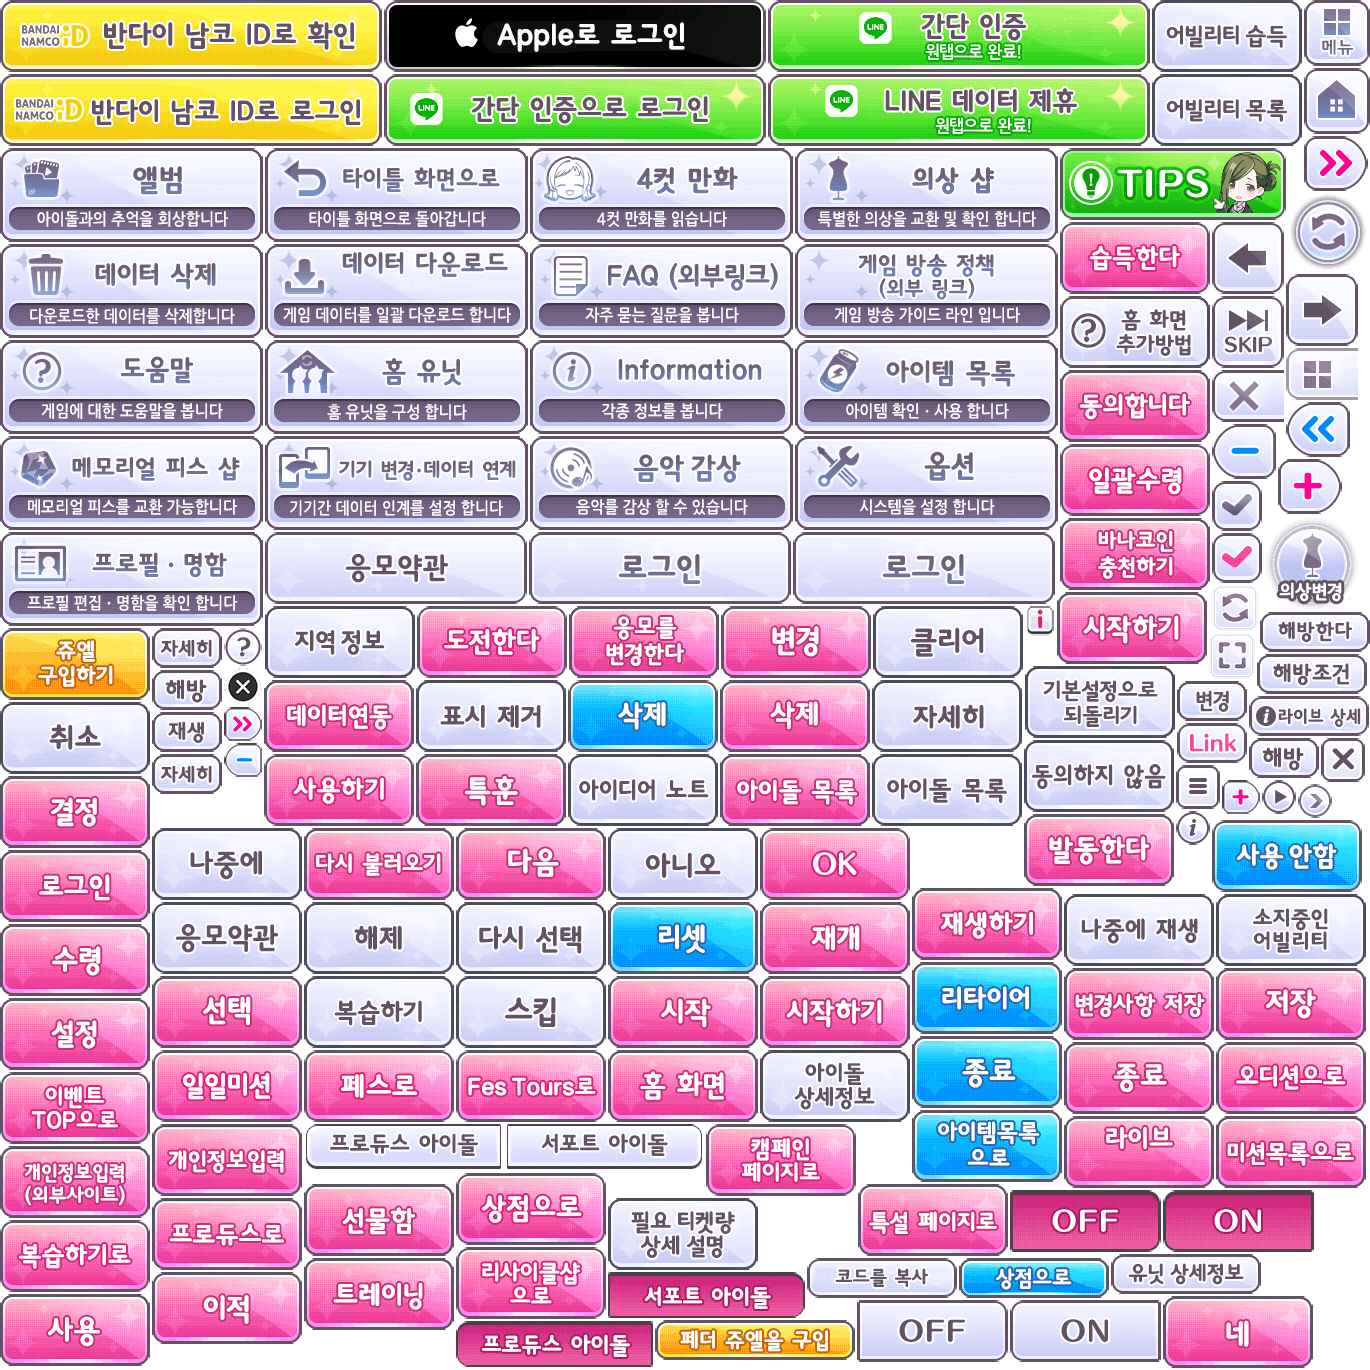 BANDAI
NAMCO iD
반다이 남코 ID로 확인
Apple로 로그인
LINE
간단 인증
원탭으로 완료!
어빌리티 습득
메뉴
BANDAI
NAMCO iD
반다이 남코 ID로 로그인
LINE
간단 인증으로 로그인
LINE
LINE 데이터 제휴
원탭으로 완료!
어빌리티 목록
앨범
아이돌과의 추억을 회상합니다
타이틀 화면으로
타이틀 화면으로 돌아갑니다
4컷 만화
4컷 만화를 읽습니다
의상 샵
특별한 의상을 교환 및 확인 합니다
TIPS
데이터 삭제
다운로드한 데이터를 삭제합니다
데이터 다운로드
게임 데이터를 일괄 다운로드 합니다
FAQ (외부링크)
자주 묻는 질문을 봅니다
게임 방송 정책
(외부 링크)
게임 방송 가이드 라인 입니다
습득한다
홈 화면
추가방법
SKIP
도움말
게임에 대한 도움말을 봅니다
홈 유닛
홈 유닛을 구성 합니다
Information
각종 정보를 봅니다
아이템 목록
아이템 확인 · 사용 합니다
동의합니다
메모리얼 피스 샵
메모리얼 피스를 교환 가능합니다
기기 변경·데이터 연계
기기간 데이터 인계를 설정 합니다
음악 감상
음악를 감상 할 수 있습니다
옵션
시스템을 설정 합니다
일괄수령
프로필 · 명함
프로필 편집 · 명함을 확인 합니다
응모약관
로그인
로그인
바나코인
충천하기
의상변경
쥬엘
구입하기
자세히
지역 정보
도전한다
응모를
변경한다
변경
클리어
시작하기
해방한다
해방
해방조건
취소
재생
데이터연동
표시 제거
삭제
삭제
자세히
기본설정으로
되돌리기
변경
라이브 상세
Link
해방
자세히
사용하기
특훈
아이디어 노트
아이돌 목록
아이돌 목록
동의하지 않음
결정
나중에
다시 불러오기
다음
아니오
OK
발동한다
사용 안함
로그인
응모약관
해제
다시 선택
리셋
재개
재생하기
나중에 재생
소지중인
어빌리티
수령
선택
복습하기
스킵
시작
시작하기
리타이어
변경사항 저장
저장
설정
일일미션
페스로
Fes Tours로
홈 화면
아이돌
상세정보
종료
종료
오디션으로
이벤트
TOP으로
개인정보입력
프로듀스 아이돌
서포트 아이돌
캠페인
페이지로
아이템목록
으로
라이브
미션목록으로
개인정보입력
(외부사이트)
프로듀스로
선물함
상점으로
필요 티켓량
상세 설명
특설 페이지로
OFF
ON
복습하기로
이적
트레이닝
리사이클샵
으로
서포트 아이돌
코드를 복사
상점으로
유닛 상세정보
사용
프로듀스 아이돌
페더 쥬엘을 구입
OFF
ON
네